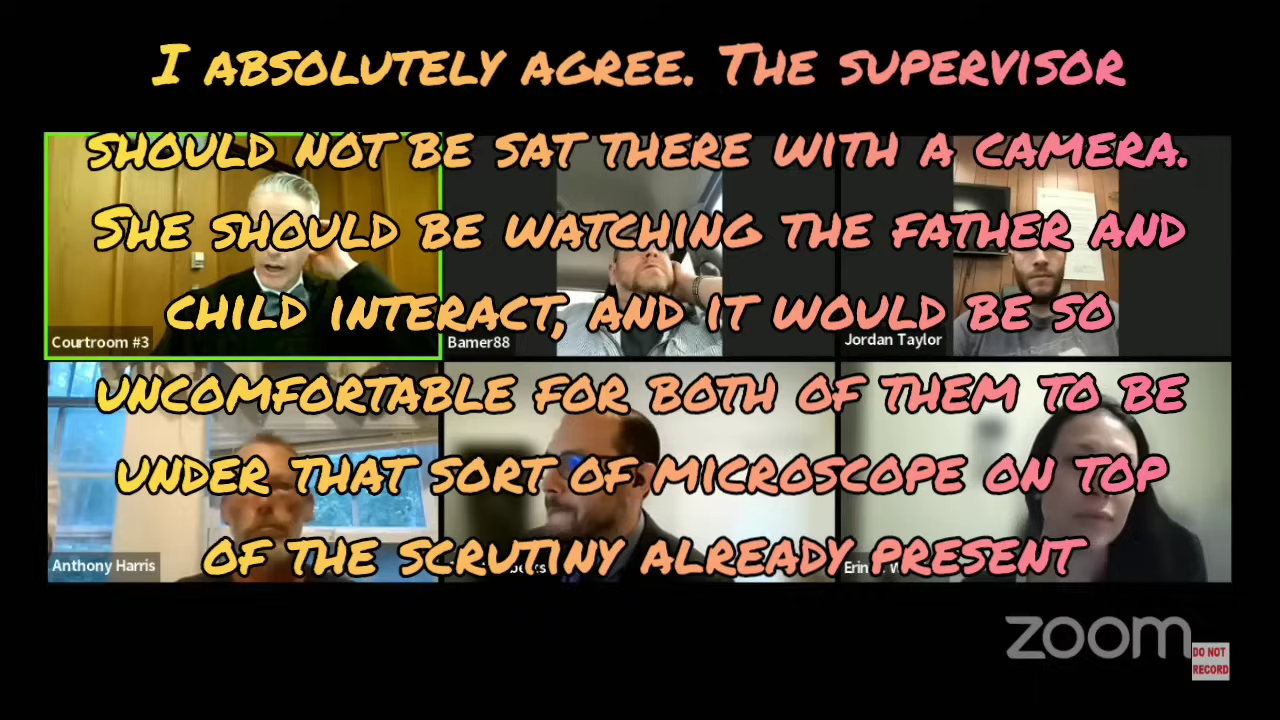 I absolutely agree. The supervisor
should not be sat there with a camera.
She should be watching the father and
child interact, and it would be so
Courtroom #3
Bamer88
Jordan Taylor
uncomfortable for both of them to be
under that sort of microscope on top
of the scrutiny already present
Anthony Harris
zoom
DO NOT
RECORD